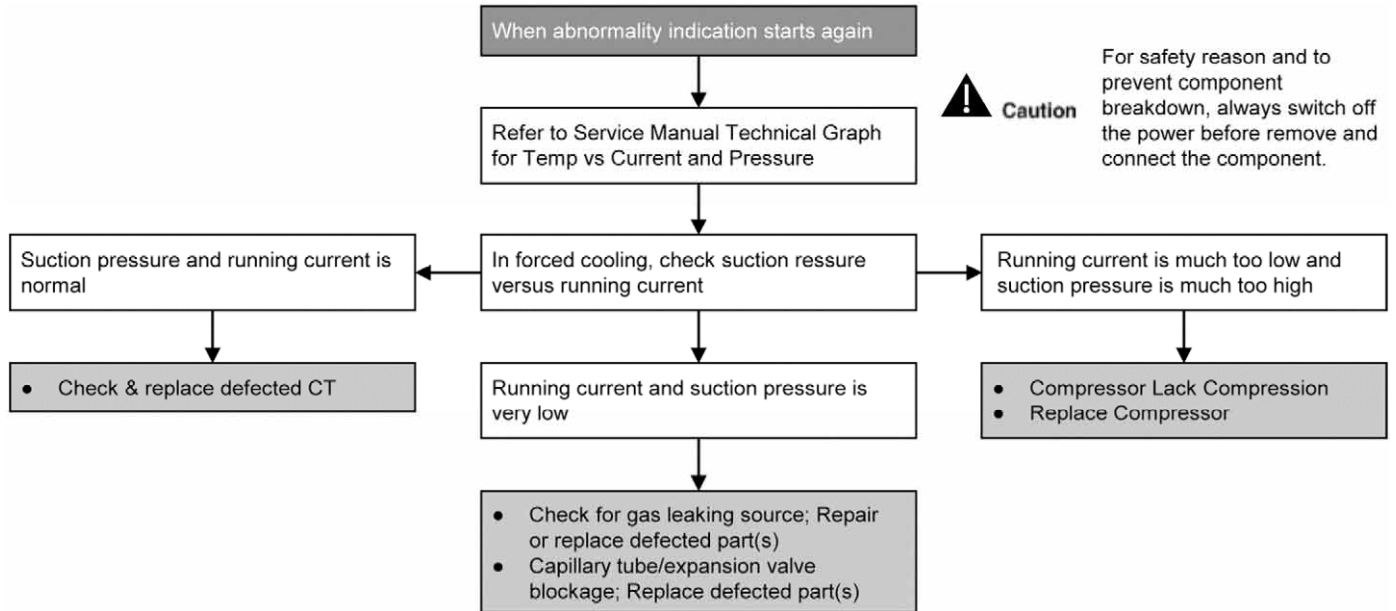 When abnormality indication starts again
For safety reason and to
prevent component
breakdown, always switch off
the power before remove and
connect the component.
Caution
Refer to Service Manual Technical Graph
for Temp vs Current and Pressure
Suction pressure and running current is
normal
In forced cooling, check suction ressure
versus running current
Running current is much too low and
suction pressure is much too high
● Check & replace defected CT
Running current and suction pressure is
very low
● Compressor Lack Compression
● Replace Compressor
● Check for gas leaking source; Repair
or replace defected part(s)
● Capillary tube/expansion valve
blockage; Replace defected part(s)